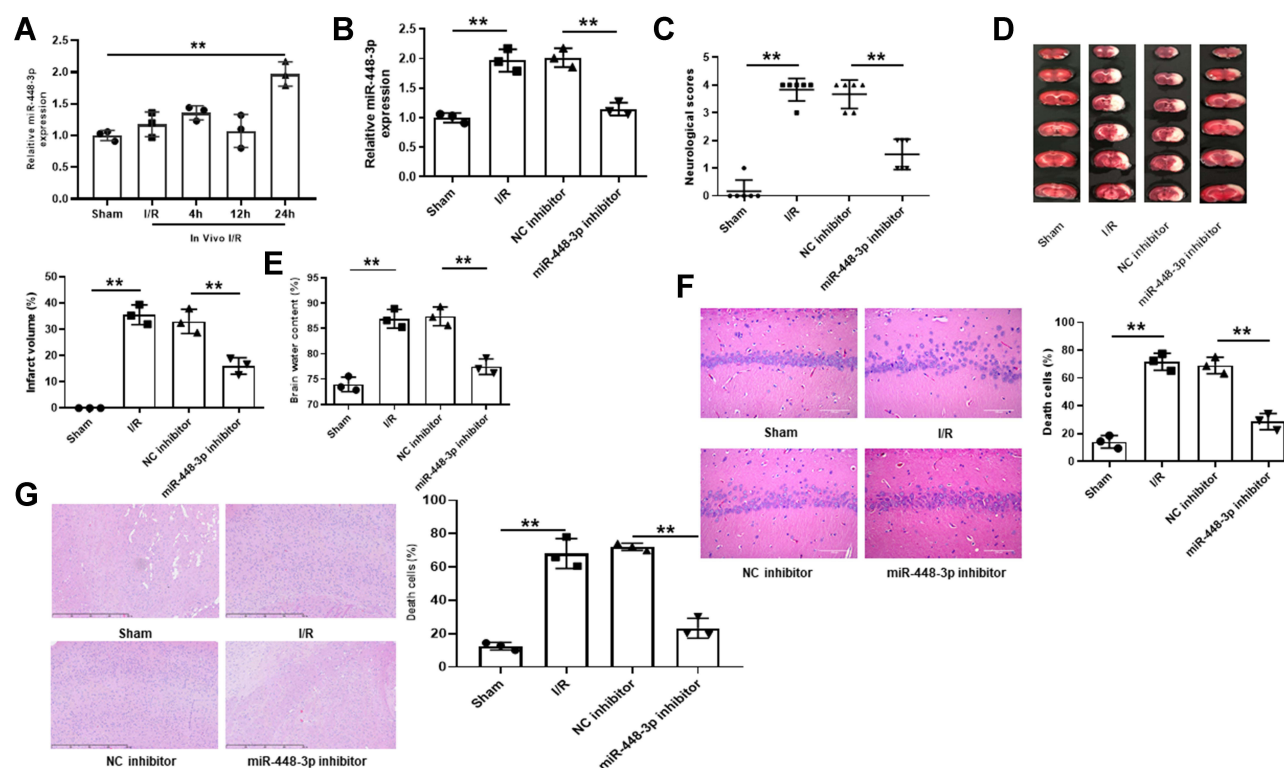 A
Relaitive miR-448-3p
expression
2.5
2.0
1.5
1.0
0.5
0.0
**
Sham
I/R
4h
12h
24h
In Vivo I/R
B
Relative miR-448-3p
expression
2.5
2.0
1.5
1.0
0.5
0.0
**
**
Sham
I/R
NC inhibitor
miR-448-3p inhibitor
C
Neurological scores
5
4
3
2
1
0
**
**
Sham
I/R
NC inhibitor
miR-448-3p inhibitor
D
Sham
I/R
NC inhibitor
miR-448-3p inhibitor
Infarct volume (%)
50
40
30
20
10
0
**
**
Sham
I/R
NC inhibitor
miR-448-3p inhibitor
E
Brain water content (%)
95
90
85
80
75
70
**
**
Sham
I/R
NC inhibitor
miR-448-3p inhibitor
F
Sham
I/R
NC inhibitor
miR-448-3p inhibitor
Death cells (%)
100
80
60
40
20
0
**
**
Sham
I/R
NC inhibitor
miR-448-3p inhibitor
G
Sham
I/R
NC inhibitor
miR-448-3p inhibitor
Death cells (%)
100
80
60
40
20
0
**
**
Sham
I/R
NC inhibitor
miR-448-3p inhibitor